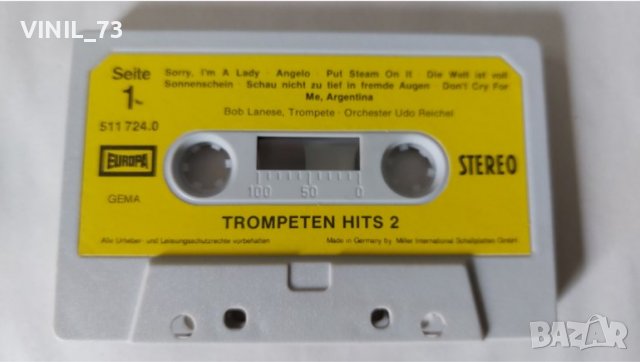 VINIL_73
Seite
1
Sorry, I'm A Lady · Angelo · Put Steam On It · Die Welt ist voll
Sonnenschein · Schau nicht zu tief in fremde Augen · Don't Cry For
Me, Argentina
Bob Lanese, Trompete · Orchester Udo Reichel
511 724.0
EUROPA
STEREO
100 50 0
GEMA
TROMPETEN HITS 2
Alle Urheber- und Leistungsschutzrechte vorbehalten
Made in Germany by Miller International Schallplatten GmbH
BAZAR